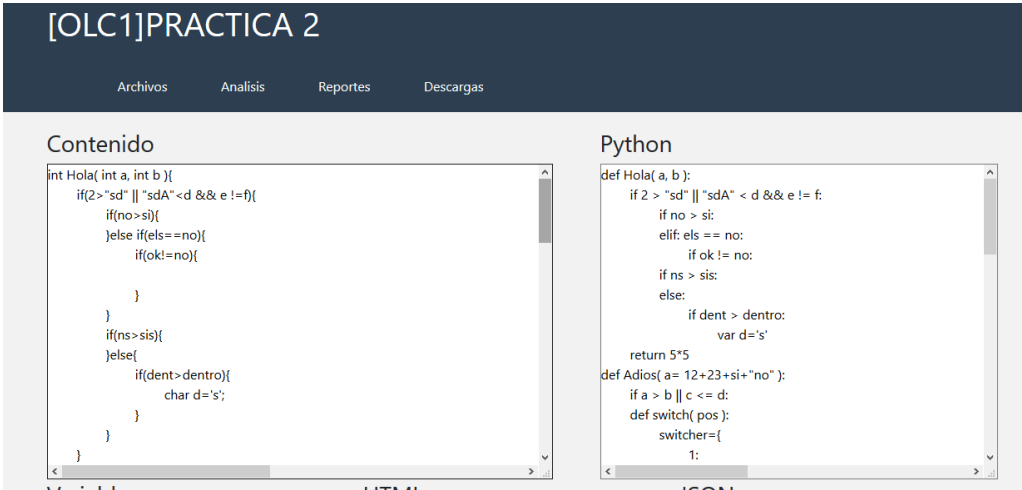 [OLC1]PRACTICA 2
Archivos Analisis Reportes Descargas
Contenido
int Hola( int a, int b ){
if(2>"sd" || "sdA"<d && e !=f){
if(no>si){
}else if(els==no){
if(ok!=no){
}
}
if(ns>sis){
}else{
if(dent>dentro){
char d='s';
}
}
}
Python
def Hola( a, b ):
if 2 > "sd" || "sdA" < d && e != f:
if no > si:
elif: els == no:
if ok != no:
if ns > sis:
else:
if dent > dentro:
var d='s'
return 5*5
def Adios( a= 12+23+si+"no" ):
if a > b || c <= d:
def switch( pos ):
switcher={
1:
HTML JSON